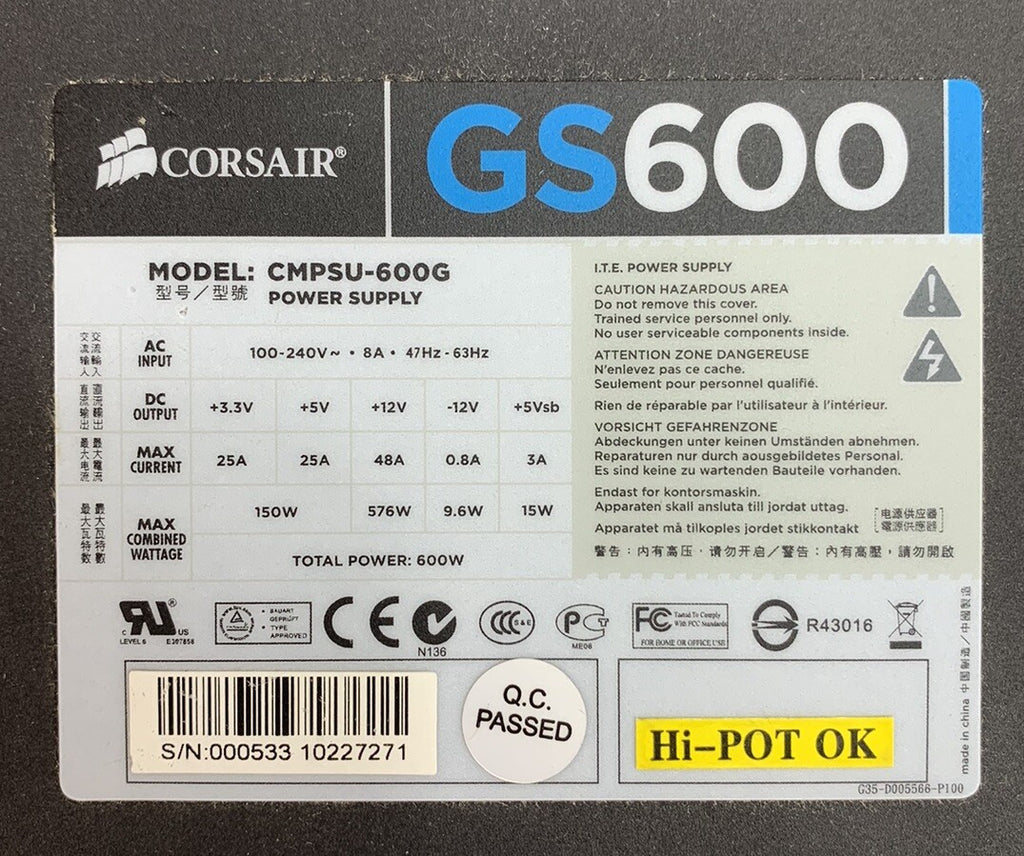 CORSAIR®
GS600
MODEL: CMPSU-600G
型号／型號 POWER SUPPLY
交流输入 交流輸入 AC INPUT 100-240V~ • 8A • 47Hz - 63Hz
直流输出 直流輸出 DC OUTPUT +3.3V +5V +12V -12V +5Vsb
最大电流 最大電流 MAX CURRENT 25A 25A 48A 0.8A 3A
最大瓦特数 最大瓦特數 MAX COMBINED WATTAGE 150W 576W 9.6W 15W
TOTAL POWER: 600W
I.T.E. POWER SUPPLY
CAUTION HAZARDOUS AREA
Do not remove this cover.
Trained service personnel only.
No user serviceable components inside.
ATTENTION ZONE DANGEREUSE
N'enlevez pas ce cache.
Seulement pour personnel qualifié.
Rien de réparable par l'utilisateur à l'intérieur.
VORSICHT GEFAHRENZONE
Abdeckungen unter keinen Umständen abnehmen.
Reparaturen nur durch aousgebildetes Personal.
Es sind keine zu wartenden Bauteile vorhanden.
Endast for kontorsmaskin.
Apparaten skall ansluta till jordat uttag.
Apparatet må tilkoples jordet stikkontakt
电源供应器
電源供應器
警告：内有高压，请勿开启／警告：內有高壓，請勿開啟
c RU® US
LEVEL 6 E207858
BAUART GEPRÜFT
TYPE APPROVED
CE
N136
CCC S&E
PCT
ME06
FC Tested To Comply
With FCC Standards
FOR HOME OR OFFICE USE
R43016
S/N:000533 10227271
Q.C.
PASSED
Hi-POT OK
made in china 中国制造／中國製造
G35-D005566-P100